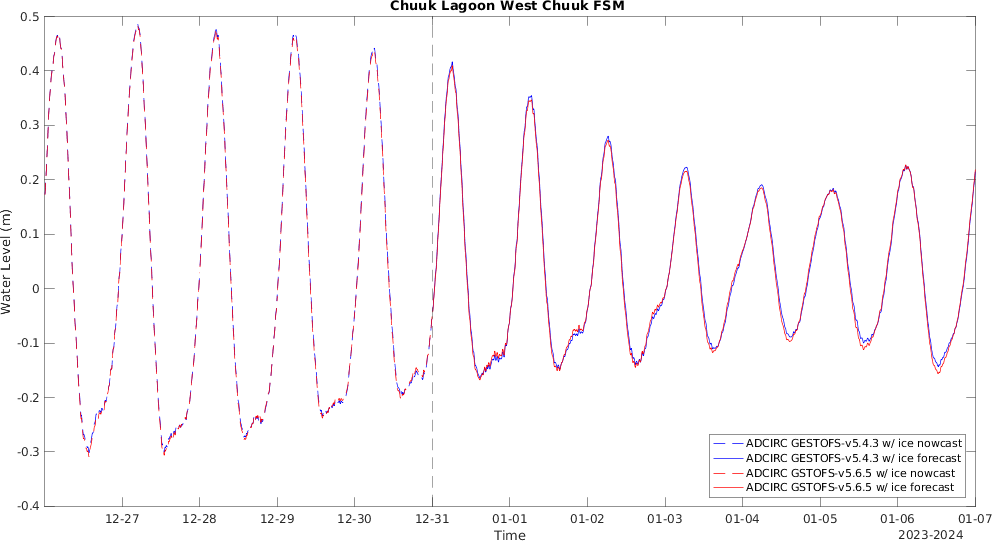 Chuuk Lagoon West Chuuk FSM
0.5
0.4
0.3
0.2
0.1
0
-0.1
-0.2
-0.3
-0.4
Water Level (m)
ADCIRC GESTOFS-v5.4.3 w/ ice nowcast
ADCIRC GESTOFS-v5.4.3 w/ ice forecast
ADCIRC GSTOFS-v5.6.5 w/ ice nowcast
ADCIRC GSTOFS-v5.6.5 w/ ice forecast
12-27 12-28 12-29 12-30 12-31 01-01 01-02 01-03 01-04 01-05 01-06 01-07
Time
2023-2024